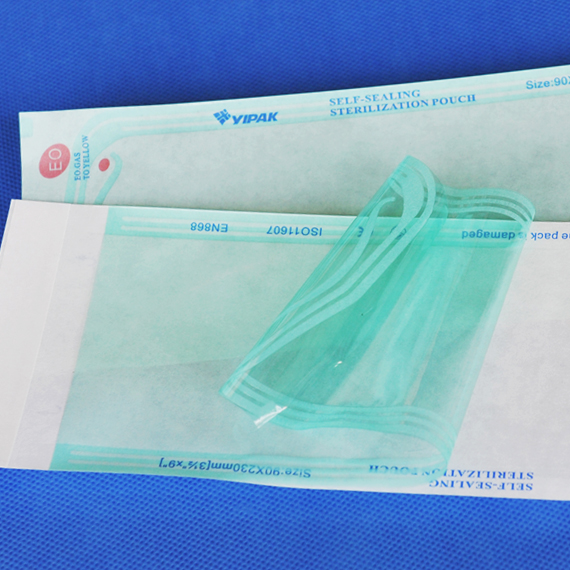 YIPAK
SELF-SEALING
STERILIZATION POUCH
Size:90
EO
EO GAS
TO YELLOW
EN868
ISO11607
pack is damaged
Size:90X230mm[3½"x9"]
SELF-SEALING
STERILIZATION POUCH